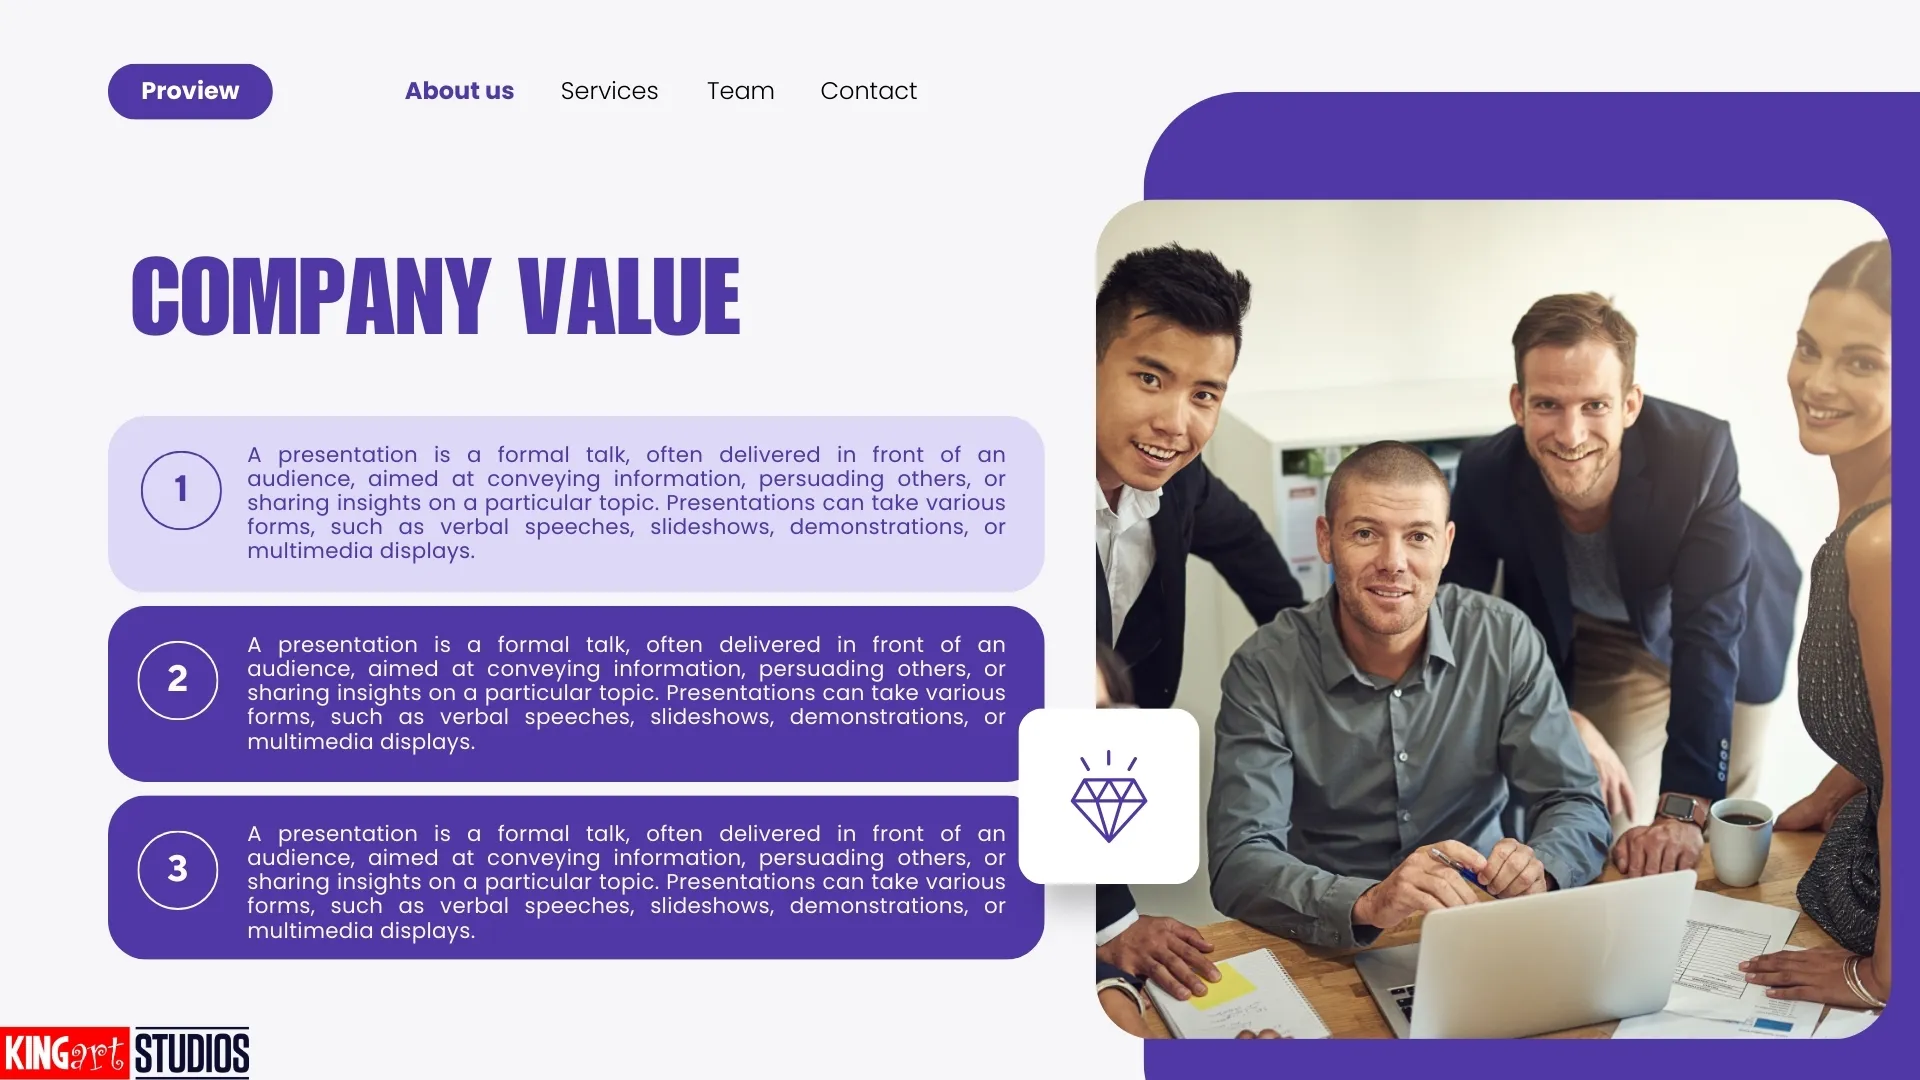 Proview
About us
Services
Team
Contact
COMPANY VALUE
1
A presentation is a formal talk, often delivered in front of an
audience, aimed at conveying information, persuading others, or
sharing insights on a particular topic. Presentations can take various
forms, such as verbal speeches, slideshows, demonstrations, or
multimedia displays.
2
A presentation is a formal talk, often delivered in front of an
audience, aimed at conveying information, persuading others, or
sharing insights on a particular topic. Presentations can take various
forms, such as verbal speeches, slideshows, demonstrations, or
multimedia displays.
3
A presentation is a formal talk, often delivered in front of an
audience, aimed at conveying information, persuading others, or
sharing insights on a particular topic. Presentations can take various
forms, such as verbal speeches, slideshows, demonstrations, or
multimedia displays.
KINGart STUDIOS